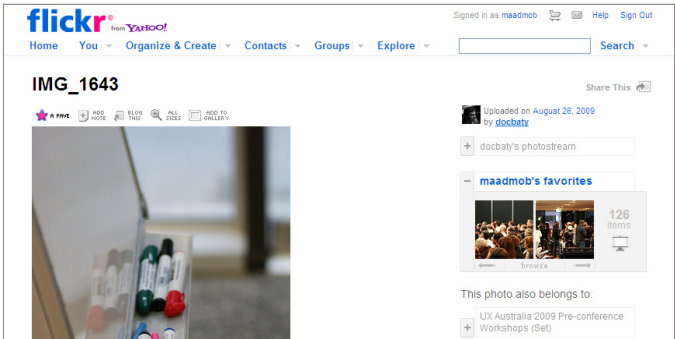 flickr® from YAHOO!
Signed in as maadmob Help Sign Out
Home You Organize & Create Contacts Groups Explore Search
IMG_1643
Share This
A FAVE ADD NOTE BLOG THIS ALL SIZES ADD TO GALLERY
Uploaded on August 26, 2009
by docbaty
+ docbaty's photostream
− maadmob's favorites
126
items
browse
This photo also belongs to:
+ UX Australia 2009 Pre-conference
Workshops (Set)